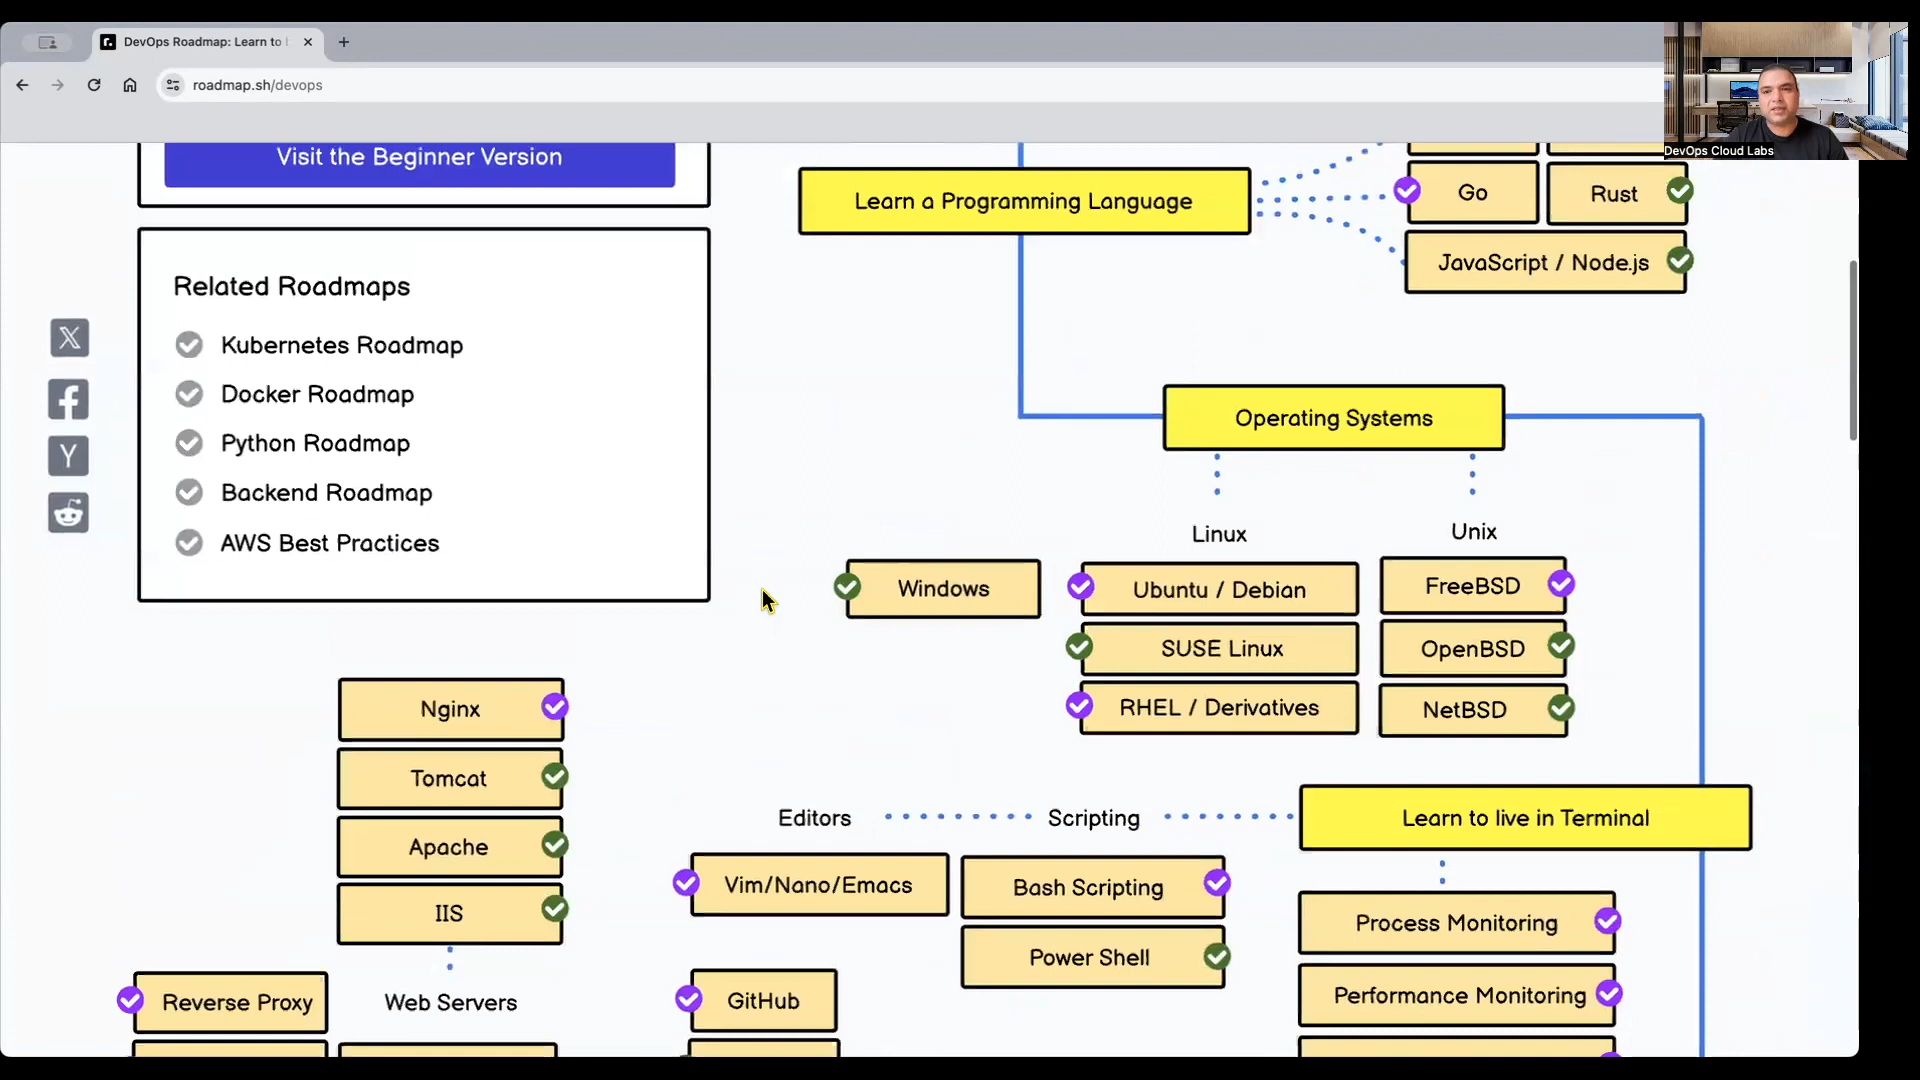 DevOps Roadmap: Learn to
roadmap.sh/devops
DevOps Cloud Labs
Visit the Beginner Version
Related Roadmaps
Kubernetes Roadmap
Docker Roadmap
Python Roadmap
Backend Roadmap
AWS Best Practices
Learn a Programming Language
Go
Rust
JavaScript / Node.js
Operating Systems
Linux
Unix
Windows
Ubuntu / Debian
FreeBSD
SUSE Linux
OpenBSD
RHEL / Derivatives
NetBSD
Nginx
Tomcat
Apache
IIS
Editors
Scripting
Learn to live in Terminal
Vim/Nano/Emacs
Bash Scripting
Power Shell
Process Monitoring
Performance Monitoring
Reverse Proxy
Web Servers
GitHub